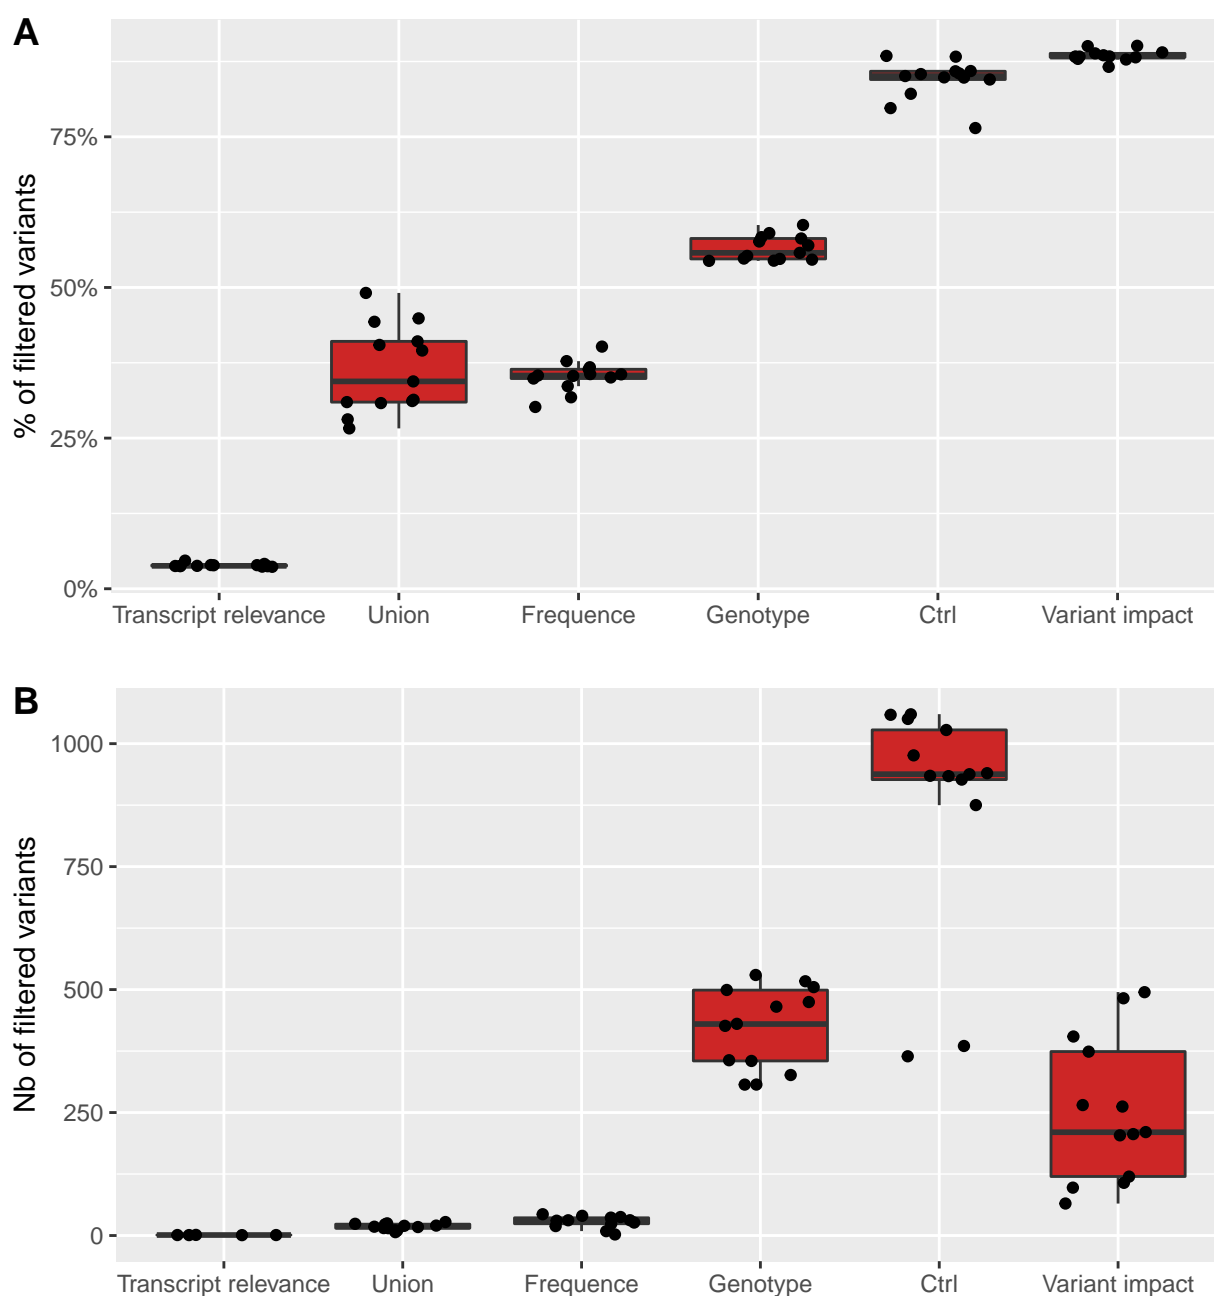 A
% of filtered variants
75%
50%
25%
0%
Transcript relevance Union Frequence Genotype Ctrl Variant impact
B
Nb of filtered variants
1000
750
500
250
0
Transcript relevance Union Frequence Genotype Ctrl Variant impact